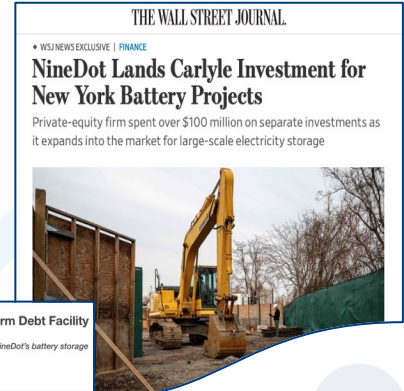 THE WALL STREET JOURNAL.
◆ WSJ NEWS EXCLUSIVE | FINANCE
NineDot Lands Carlyle Investment for
New York Battery Projects
Private-equity firm spent over $100 million on separate investments as
it expands into the market for large-scale electricity storage
rm Debt Facility
ineDot's battery storage